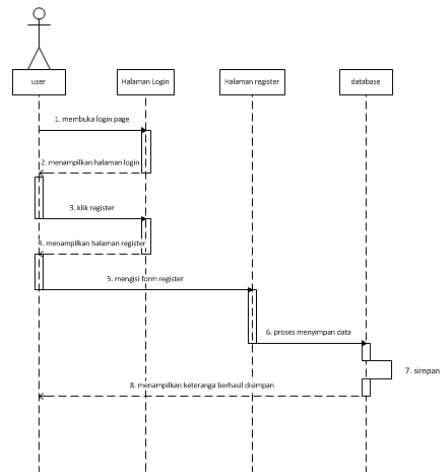 user
Halaman Login
Halaman register
database
1. membuka login page
2. menampilkan halaman login
3. klik register
4. menampilkan halaman register
5. mengisi form register
6. proses menyimpan data
7. simpan
8. menampilkan keteranga berhasil disimpan